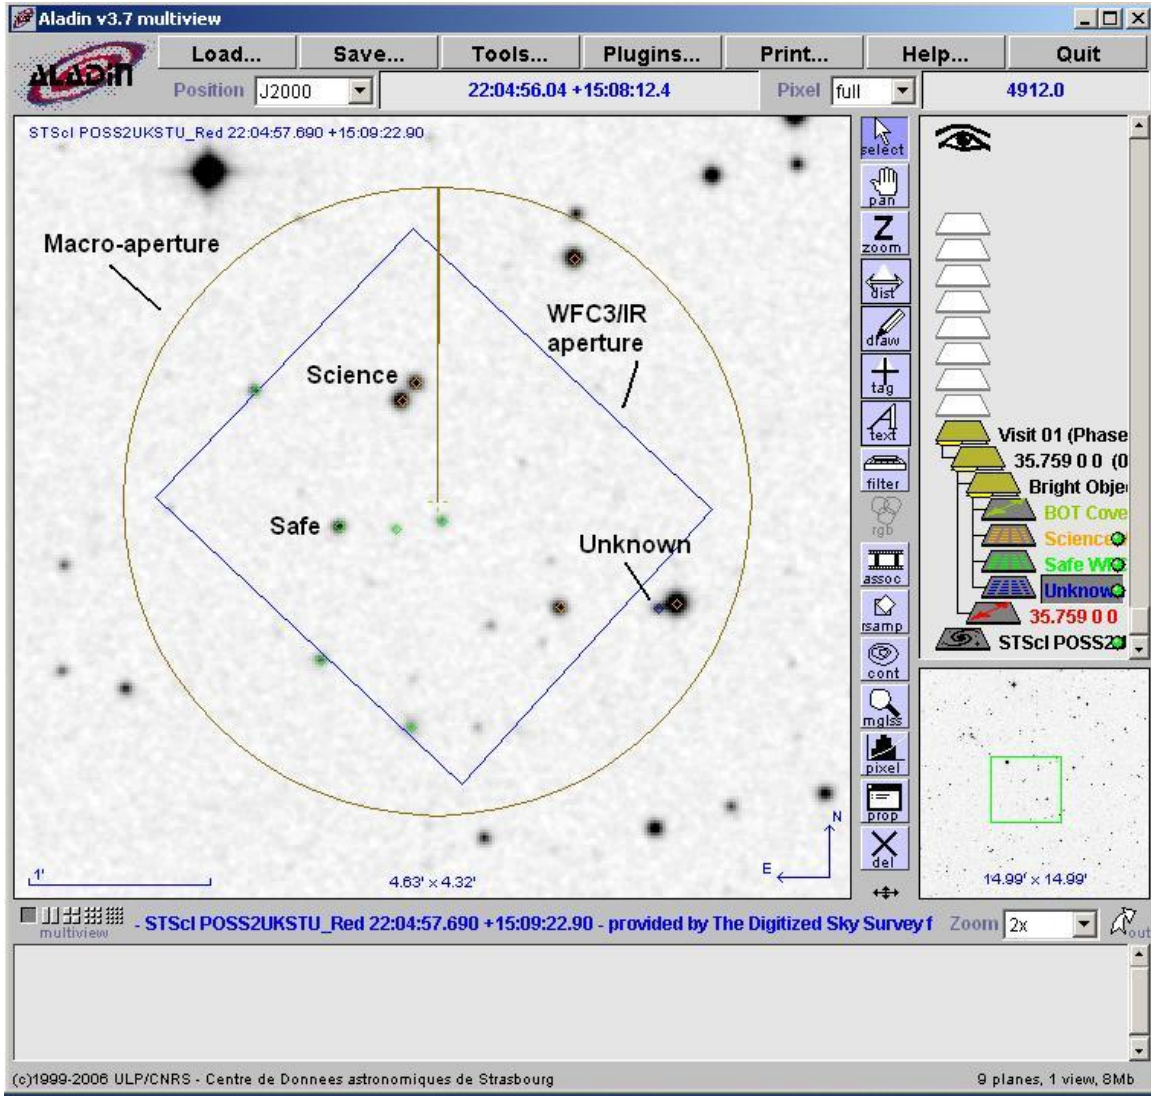 Aladin v3.7 multiview
ALADIN
Load... Save... Tools... Plugins... Print... Help... Quit
Position J2000 22:04:56.04 +15:08:12.4 Pixel full 4912.0
STScI POSS2UKSTU_Red 22:04:57.690 +15:09:22.90
Macro-aperture
WFC3/IR
aperture
Science
Safe
Unknown
1'
4.63' × 4.32'
N
E
select
pan
Z
zoom
dist
draw
tag
A
text
filter
rgb
assoc
rsamp
cont
mglss
pixel
prop
del
Visit 01 (Phase
35.759 0 0 (0
Bright Obje
BOT Cove
Science
Safe WFC
Unknow
35.759 0 0
STScI POSS2U
14.99' × 14.99'
multiview
- STScI POSS2UKSTU_Red 22:04:57.690 +15:09:22.90 - provided by The Digitized Sky Survey f Zoom 2x out
(c)1999-2006 ULP/CNRS - Centre de Donnees astronomiques de Strasbourg 9 planes, 1 view, 8Mb